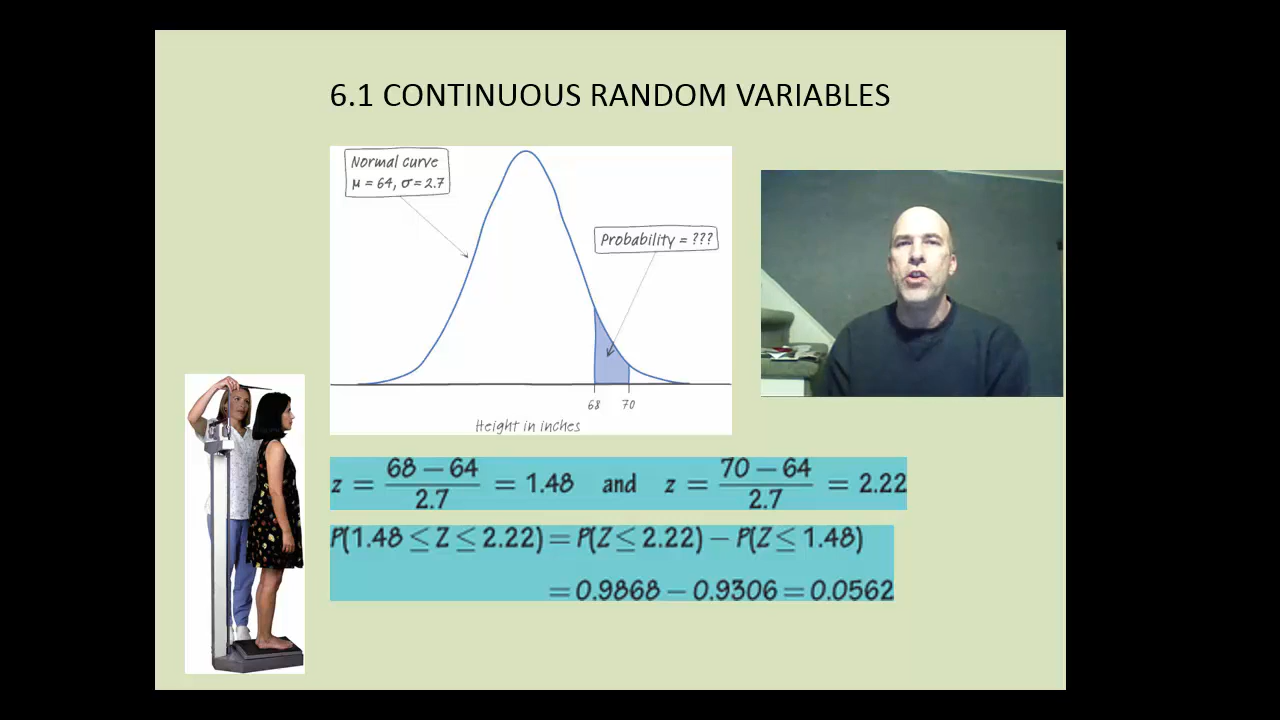 6.1 CONTINUOUS RANDOM VARIABLES
Normal curve
μ = 64, σ = 2.7
Probability = ???
68 70
Height in inches
z = (68 − 64)/2.7 = 1.48 and z = (70 − 64)/2.7 = 2.22
P(1.48 ≤ Z ≤ 2.22) = P(Z ≤ 2.22) − P(Z ≤ 1.48)
= 0.9868 − 0.9306 = 0.0562